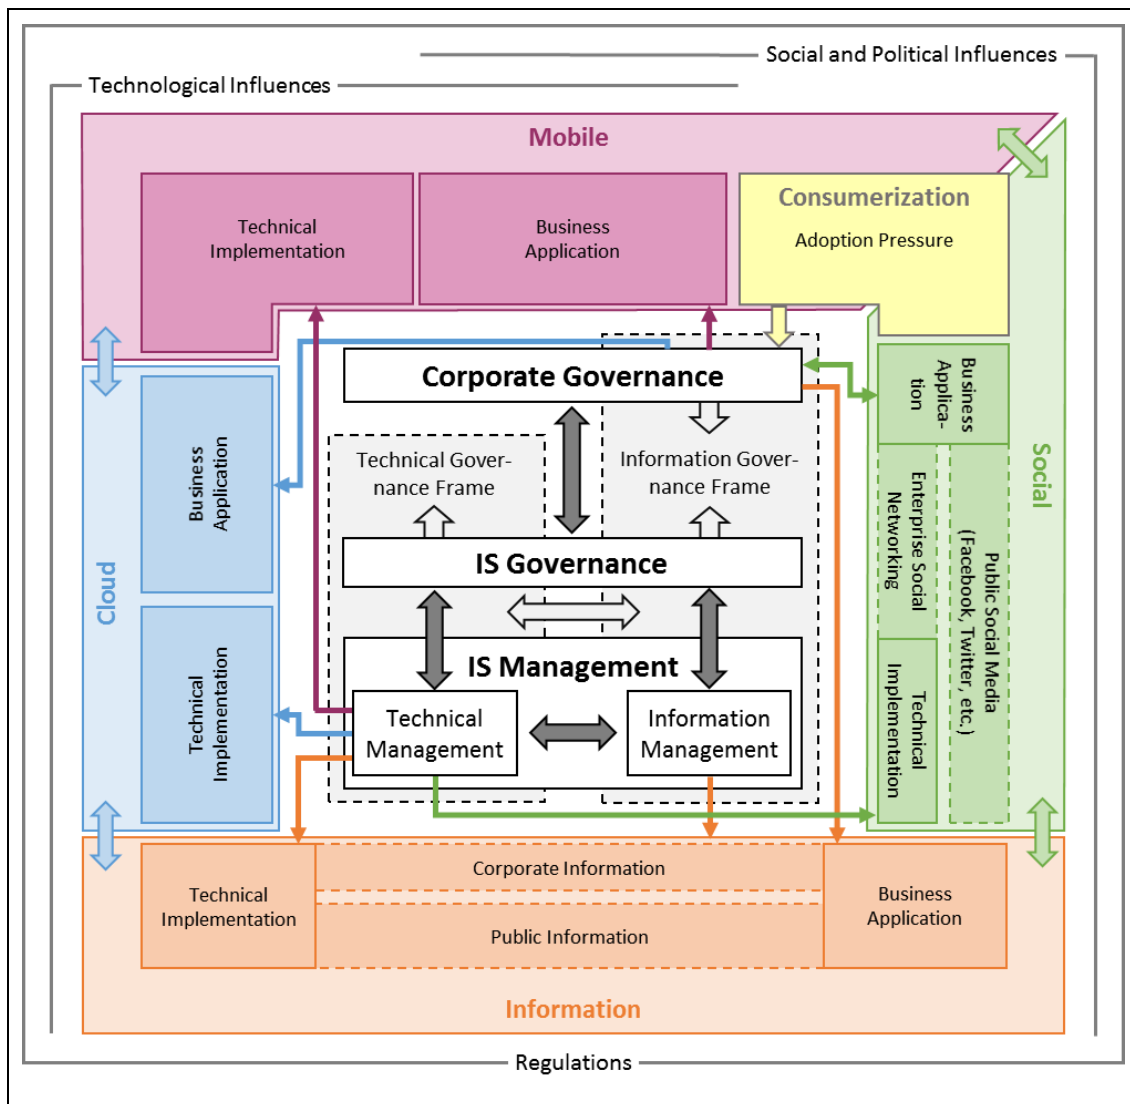 Social and Political Influences
Technological Influences
Mobile
Technical
Implementation
Business
Application
Consumerization
Adoption Pressure
Corporate Governance
Business
Applica-
tion
Technical Gover-
nance Frame
Information Gover-
nance Frame
Business
Application
Cloud
Enterprise Social
Networking
Social
Public Social Media
(Facebook, Twitter, etc.)
IS Governance
IS Management
Technical
Implementation
Technical
Management
Information
Management
Technical
Implementation
Technical
Implementation
Corporate Information
Public Information
Business
Application
Information
Regulations